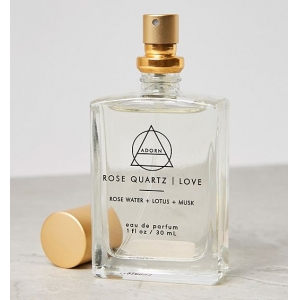 ADORN
ROSE QUARTZ | LOVE
ROSE WATER + LOTUS + MUSK
eau de parfum
1 fl oz / 30 mL